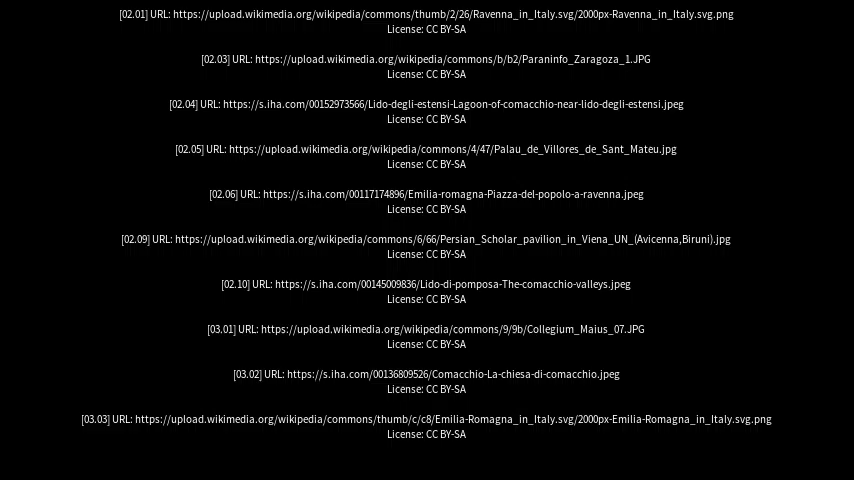 [02.01] URL: https://upload.wikimedia.org/wikipedia/commons/thumb/2/26/Ravenna_in_Italy.svg/2000px-Ravenna_in_Italy.svg.png
License: CC BY-SA
[02.03] URL: https://upload.wikimedia.org/wikipedia/commons/b/b2/Paraninfo_Zaragoza_1.JPG
License: CC BY-SA
[02.04] URL: https://s.iha.com/00152973566/Lido-degli-estensi-Lagoon-of-comacchio-near-lido-degli-estensi.jpeg
License: CC BY-SA
[02.05] URL: https://upload.wikimedia.org/wikipedia/commons/4/47/Palau_de_Villores_de_Sant_Mateu.jpg
License: CC BY-SA
[02.06] URL: https://s.iha.com/00117174896/Emilia-romagna-Piazza-del-popolo-a-ravenna.jpeg
License: CC BY-SA
[02.09] URL: https://upload.wikimedia.org/wikipedia/commons/6/66/Persian_Scholar_pavilion_in_Viena_UN_(Avicenna,Biruni).jpg
License: CC BY-SA
[02.10] URL: https://s.iha.com/00145009836/Lido-di-pomposa-The-comacchio-valleys.jpeg
License: CC BY-SA
[03.01] URL: https://upload.wikimedia.org/wikipedia/commons/9/9b/Collegium_Maius_07.JPG
License: CC BY-SA
[03.02] URL: https://s.iha.com/00136809526/Comacchio-La-chiesa-di-comacchio.jpeg
License: CC BY-SA
[03.03] URL: https://upload.wikimedia.org/wikipedia/commons/thumb/c/c8/Emilia-Romagna_in_Italy.svg/2000px-Emilia-Romagna_in_Italy.svg.png
License: CC BY-SA